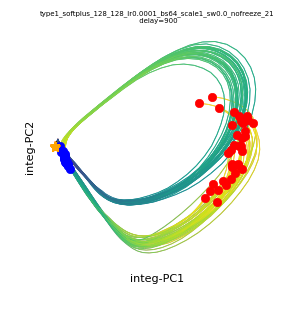 type1_softplus_128_128_lr0.0001_bs64_scale1_sw0.0_nofreeze_21
delay=900
integ-PC2
integ-PC1